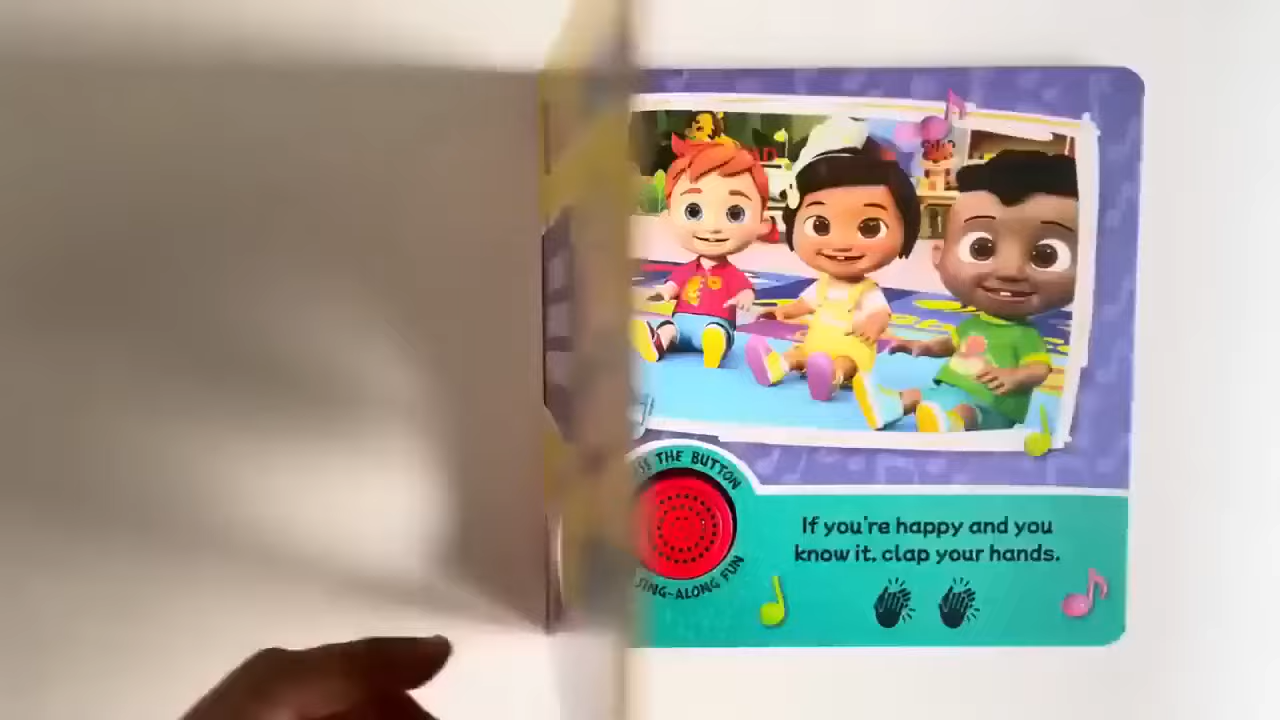 THE BUTTON
SING-ALONG FUN
If you're happy and you
know it, clap your hands.